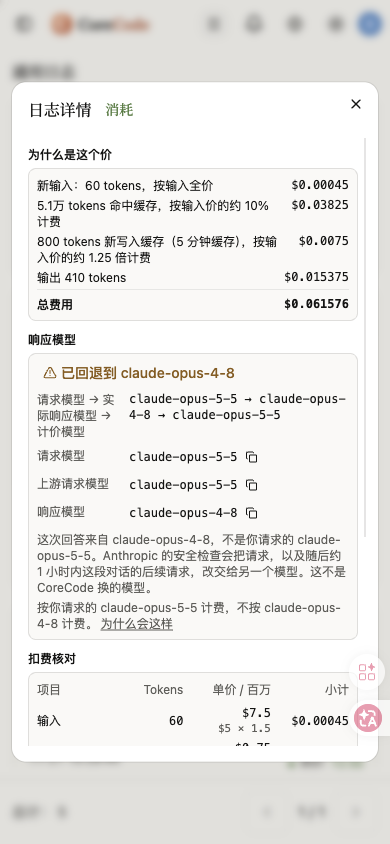 日志详情 消耗
为什么是这个价
新输入：60 tokens，按输入全价 $0.00045
5.1万 tokens 命中缓存，按输入价的约 10% $0.03825
计费
800 tokens 新写入缓存（5 分钟缓存），按输 $0.0075
入价的约 1.25 倍计费
输出 410 tokens $0.015375
总费用 $0.061576
响应模型
已回退到 claude-opus-4-8
请求模型 → 实 claude-opus-5-5 → claude-opus-
际响应模型 → 4-8 → claude-opus-5-5
计价模型
请求模型 claude-opus-5-5
上游请求模型 claude-opus-5-5
响应模型 claude-opus-4-8
这次回答来自 claude-opus-4-8，不是你请求的 claude-
opus-5-5。Anthropic 的安全检查会把请求，以及随后约
1 小时内这段对话的后续请求，改交给另一个模型。这不是
CoreCode 换的模型。
按你请求的 claude-opus-5-5 计费，不按 claude-opus-
4-8 计费。 为什么会这样
扣费核对
项目 Tokens 单价 / 百万 小计
输入 60 $7.5 $0.00045
$5 × 1.5